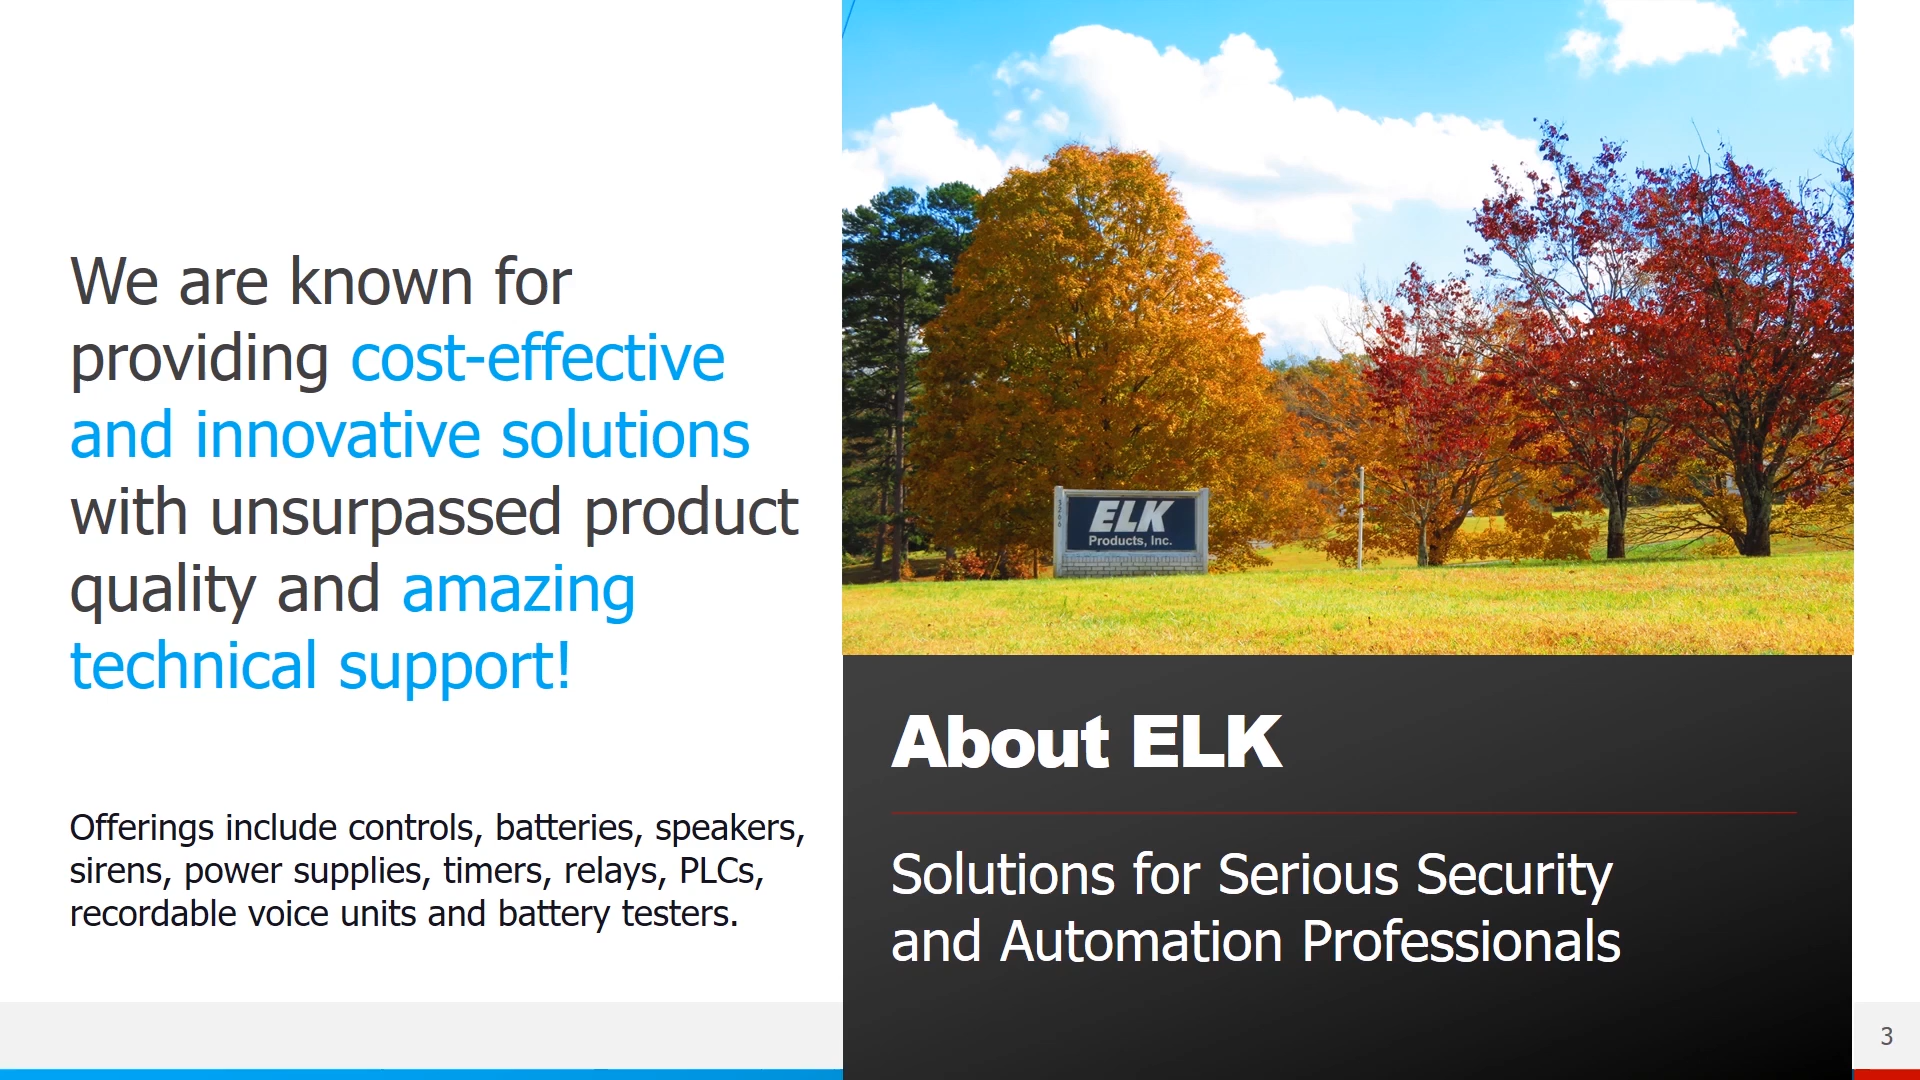 We are known for
providing cost-effective
and innovative solutions
with unsurpassed product
quality and amazing
technical support!
Offerings include controls, batteries, speakers,
sirens, power supplies, timers, relays, PLCs,
recordable voice units and battery testers.
ELK
Products, Inc.
About ELK
Solutions for Serious Security
and Automation Professionals
3